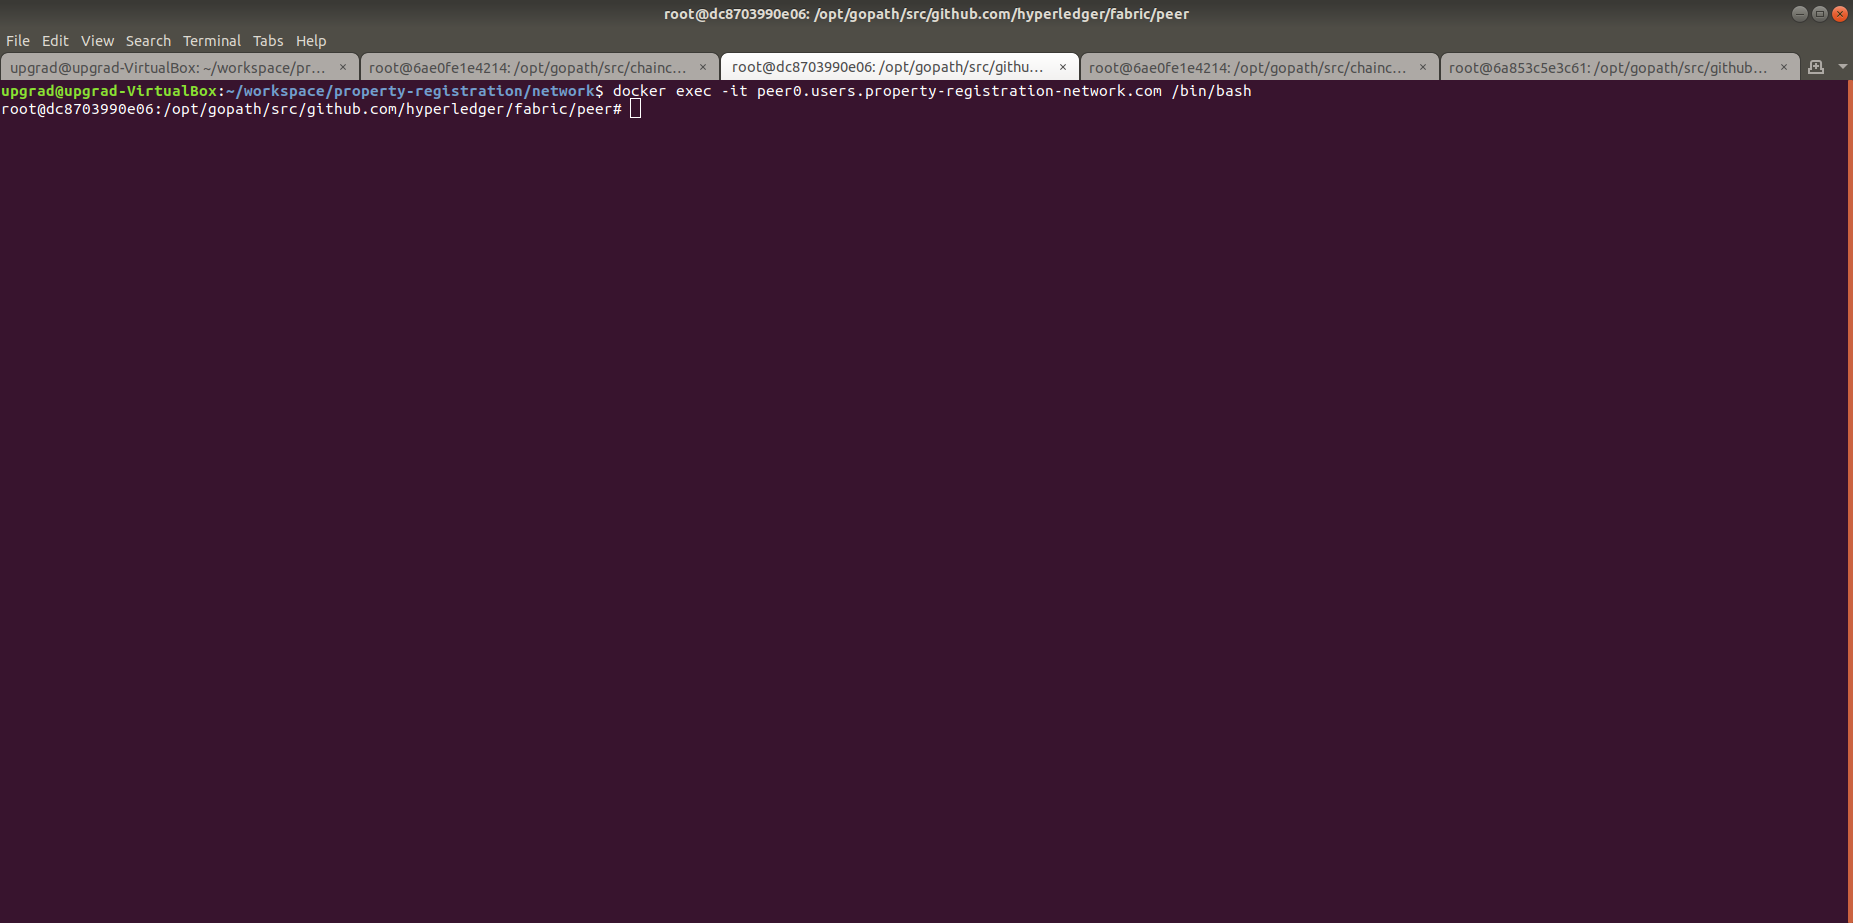 root@dc8703990e06: /opt/gopath/src/github.com/hyperledger/fabric/peer
File Edit View Search Terminal Tabs Help
upgrad@upgrad-VirtualBox: ~/workspace/pr... × root@6ae0fe1e4214: /opt/gopath/src/chainc... × root@dc8703990e06: /opt/gopath/src/githu... × root@6ae0fe1e4214: /opt/gopath/src/chainc... × root@6a853c5e3c61: /opt/gopath/src/github... ×
upgrad@upgrad-VirtualBox:~/workspace/property-registration/network$ docker exec -it peer0.users.property-registration-network.com /bin/bash
root@dc8703990e06:/opt/gopath/src/github.com/hyperledger/fabric/peer#